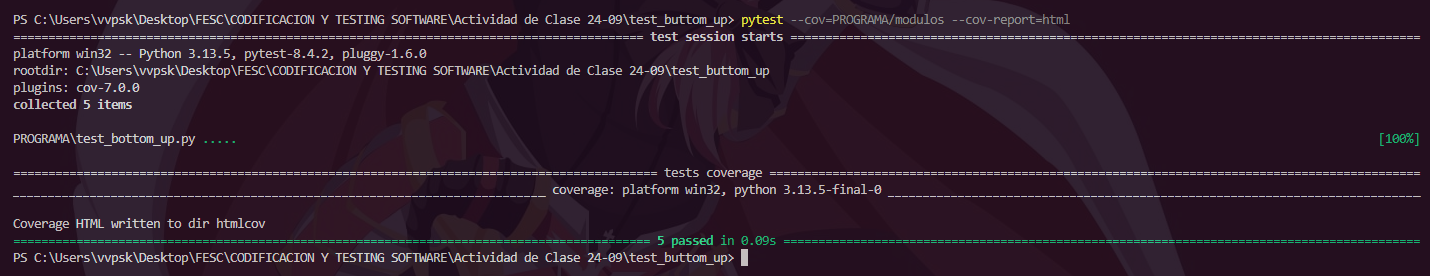 PS C:\Users\vvpsk\Desktop\FESC\CODIFICACION Y TESTING SOFTWARE\Actividad de Clase 24-09\test_buttom_up> pytest --cov=PROGRAMA/modulos --cov-report=html
=== test session starts ===
platform win32 -- Python 3.13.5, pytest-8.4.2, pluggy-1.6.0
rootdir: C:\Users\vvpsk\Desktop\FESC\CODIFICACION Y TESTING SOFTWARE\Actividad de Clase 24-09\test_buttom_up
plugins: cov-7.0.0
collected 5 items
PROGRAMA\test_bottom_up.py ..... [100%]
=== tests coverage ===
___ coverage: platform win32, python 3.13.5-final-0 ___
Coverage HTML written to dir htmlcov
=== 5 passed in 0.09s ===
PS C:\Users\vvpsk\Desktop\FESC\CODIFICACION Y TESTING SOFTWARE\Actividad de Clase 24-09\test_buttom_up>